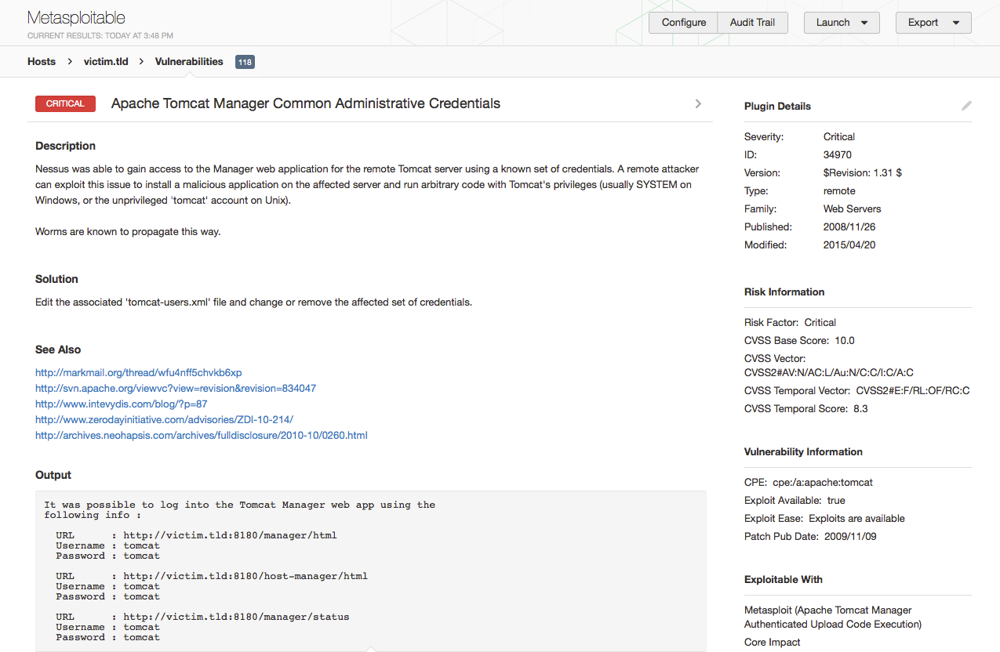 Metasploitable
CURRENT RESULTS: TODAY AT 3:48 PM
Configure
Audit Trail
Launch
Export
Hosts > victim.tld > Vulnerabilities 118
CRITICAL
Apache Tomcat Manager Common Administrative Credentials
Description
Nessus was able to gain access to the Manager web application for the remote Tomcat server using a known set of credentials. A remote attacker
can exploit this issue to install a malicious application on the affected server and run arbitrary code with Tomcat's privileges (usually SYSTEM on
Windows, or the unprivileged 'tomcat' account on Unix).
Worms are known to propagate this way.
Solution
Edit the associated 'tomcat-users.xml' file and change or remove the affected set of credentials.
See Also
http://markmail.org/thread/wfu4nff5chvkb6xp
http://svn.apache.org/viewvc?view=revision&revision=834047
http://www.intevydis.com/blog/?p=87
http://www.zerodayinitiative.com/advisories/ZDI-10-214/
http://archives.neohapsis.com/archives/fulldisclosure/2010-10/0260.html
Output
It was possible to log into the Tomcat Manager web app using the
following info :
URL : http://victim.tld:8180/manager/html
Username : tomcat
Password : tomcat
URL : http://victim.tld:8180/host-manager/html
Username : tomcat
Password : tomcat
URL : http://victim.tld:8180/manager/status
Username : tomcat
Password : tomcat
Plugin Details
Severity: Critical
ID: 34970
Version: $Revision: 1.31 $
Type: remote
Family: Web Servers
Published: 2008/11/26
Modified: 2015/04/20
Risk Information
Risk Factor: Critical
CVSS Base Score: 10.0
CVSS Vector:
CVSS2#AV:N/AC:L/Au:N/C:C/I:C/A:C
CVSS Temporal Vector: CVSS2#E:F/RL:OF/RC:C
CVSS Temporal Score: 8.3
Vulnerability Information
CPE: cpe:/a:apache:tomcat
Exploit Available: true
Exploit Ease: Exploits are available
Patch Pub Date: 2009/11/09
Exploitable With
Metasploit (Apache Tomcat Manager
Authenticated Upload Code Execution)
Core Impact